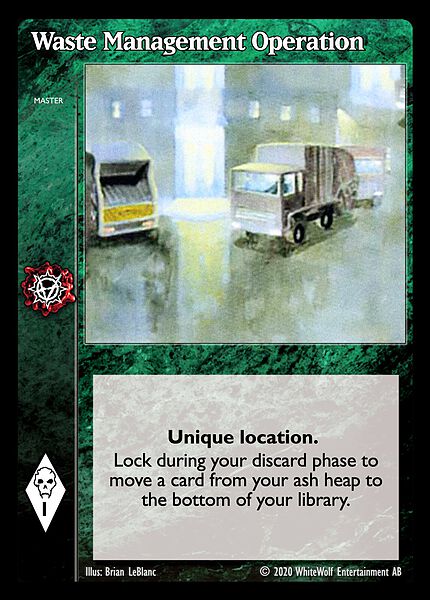 Waste Management Operation
MASTER
Unique location.
Lock during your discard phase to
move a card from your ash heap to
the bottom of your library.
I
Illus: Brian LeBlanc © 2020 WhiteWolf Entertainment AB